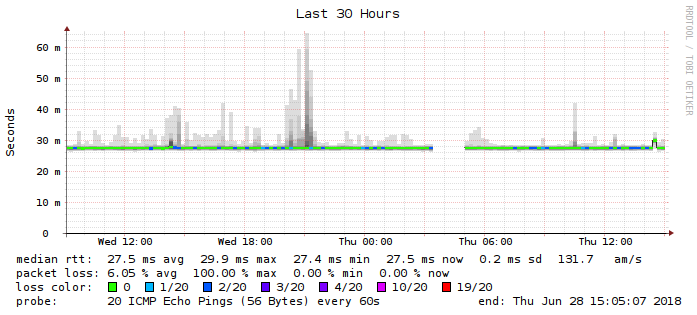 Last 30 Hours
RRDTOOL / TOBI OETIKER
Seconds
60 m
50 m
40 m
30 m
20 m
10 m
0
Wed 12:00 Wed 18:00 Thu 00:00 Thu 06:00 Thu 12:00
median rtt: 27.5 ms avg 29.9 ms max 27.4 ms min 27.5 ms now 0.2 ms sd 131.7 am/s
packet loss: 6.05 % avg 100.00 % max 0.00 % min 0.00 % now
loss color: 0 1/20 2/20 3/20 4/20 10/20 19/20
probe: 20 ICMP Echo Pings (56 Bytes) every 60s end: Thu Jun 28 15:05:07 2018